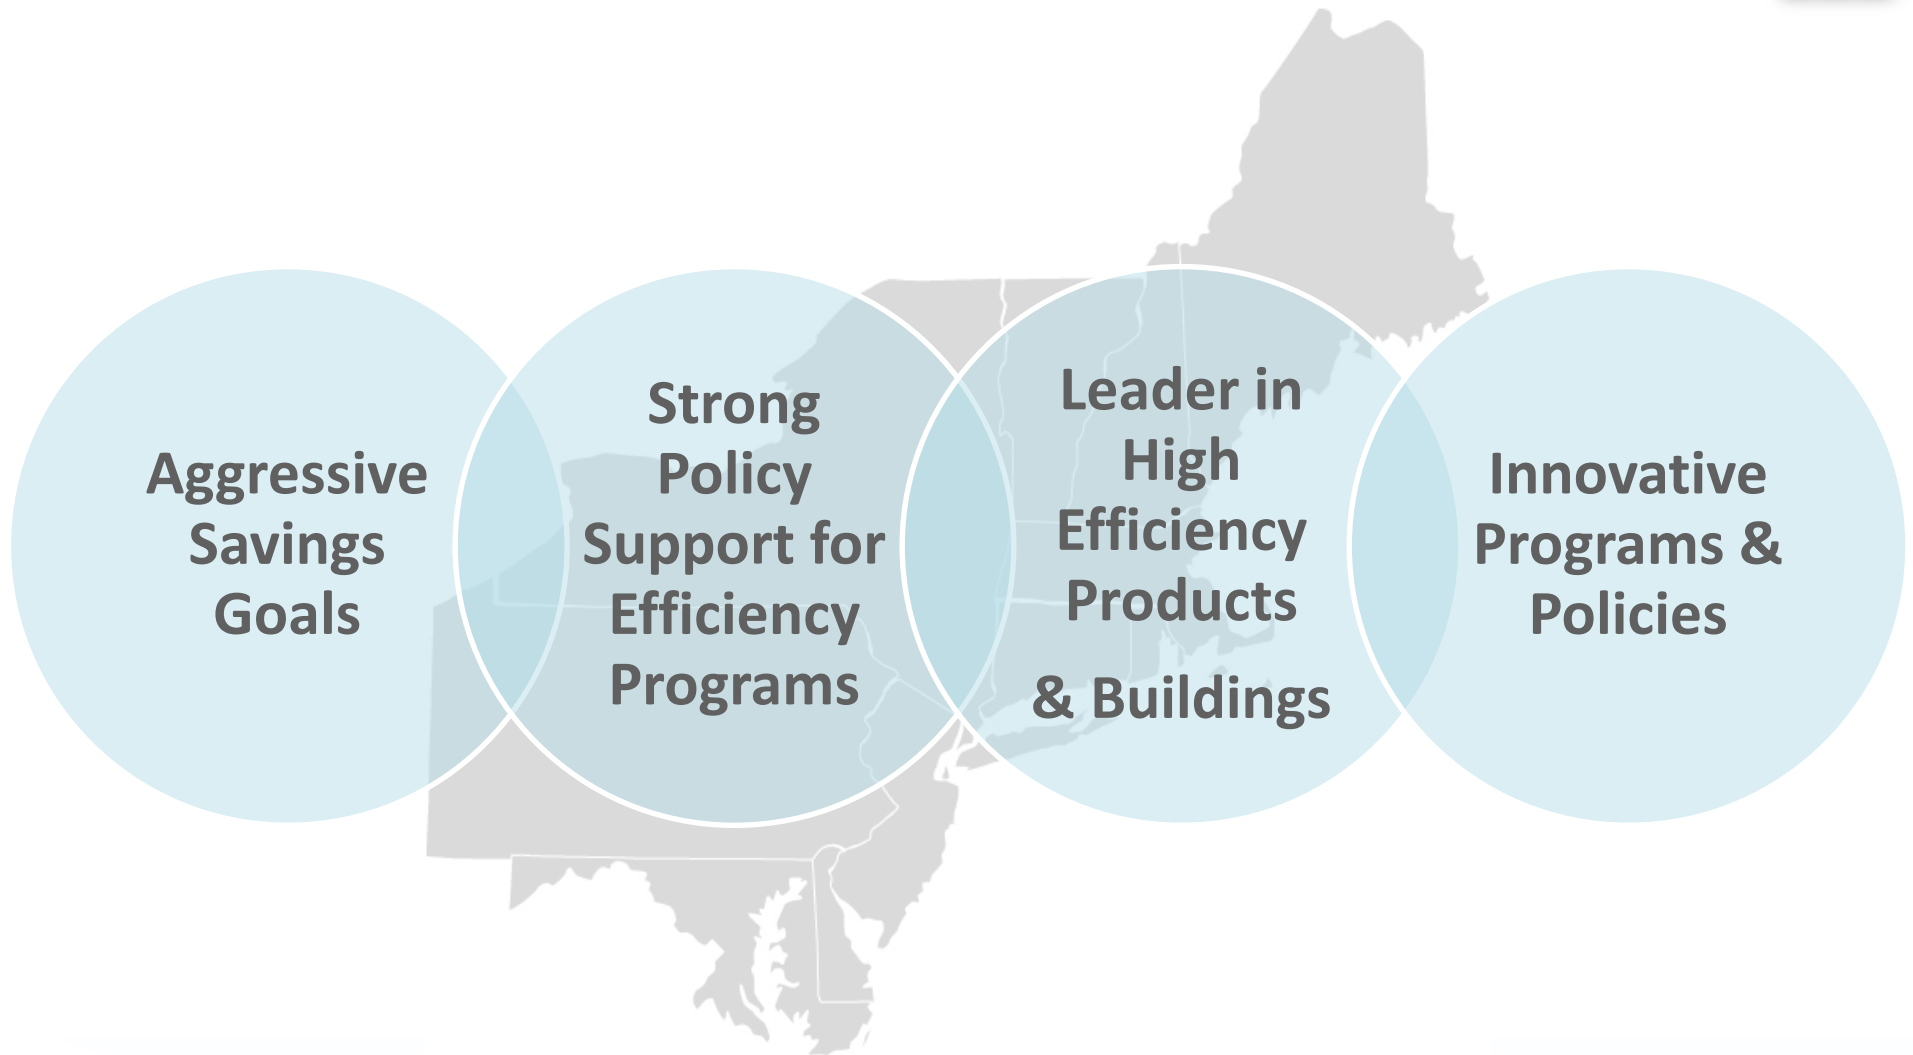 Aggressive
Savings
Goals
Strong
Policy
Support for
Efficiency
Programs
Leader in
High
Efficiency
Products
& Buildings
Innovative
Programs &
Policies